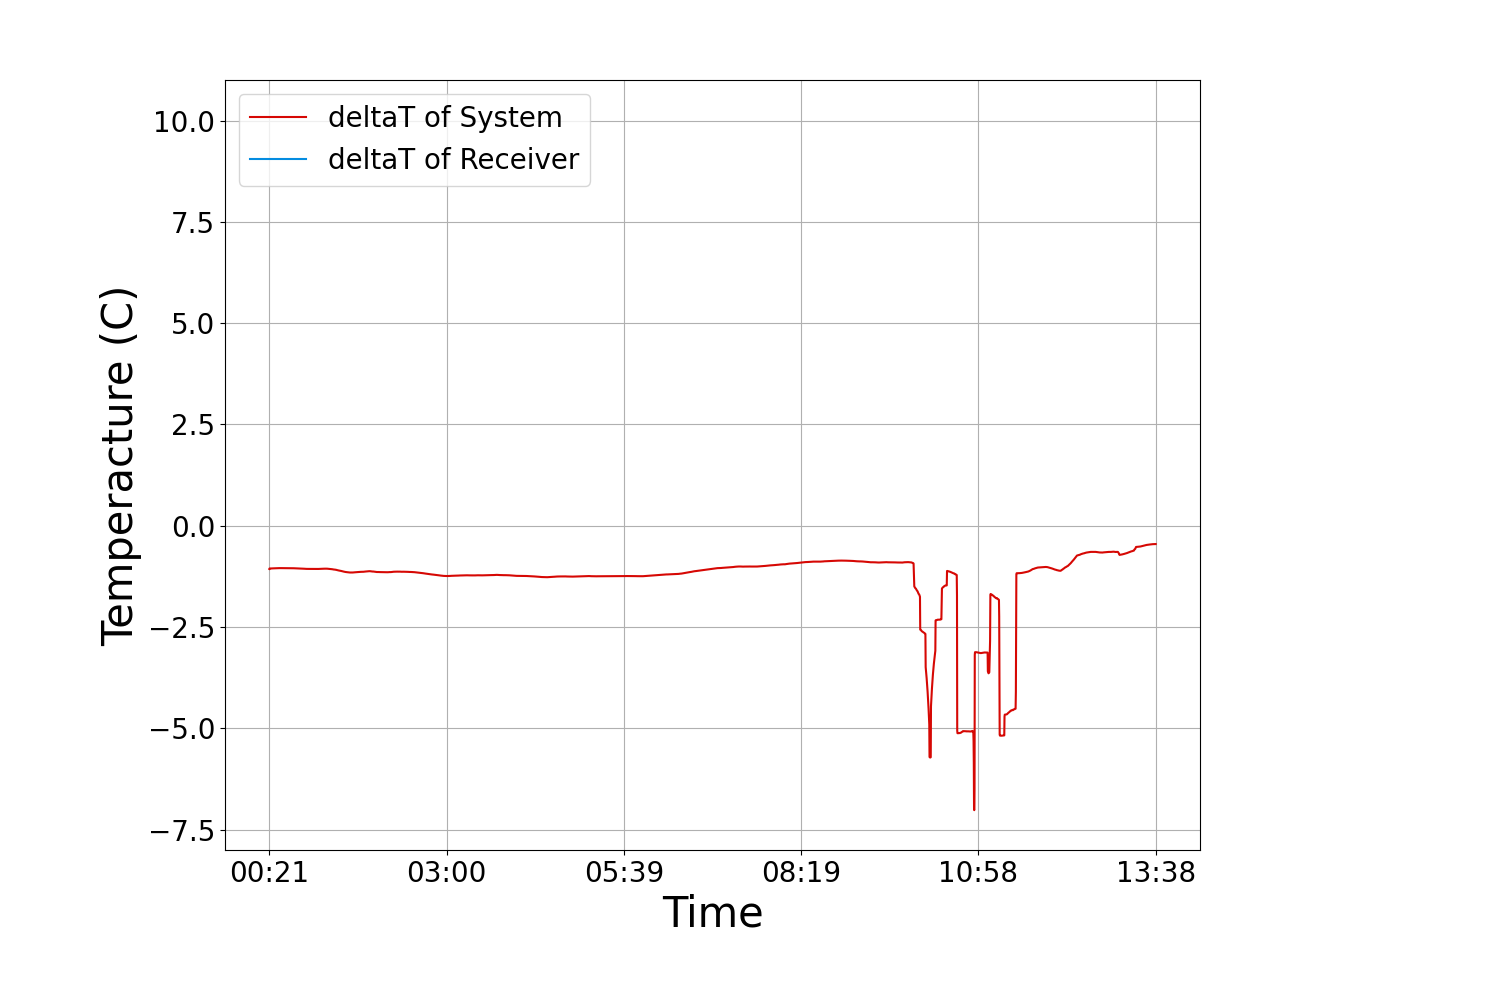 deltaT of System
deltaT of Receiver
10.0
7.5
5.0
2.5
0.0
−2.5
−5.0
−7.5
Temperacture (C)
00:21 03:00 05:39 08:19 10:58 13:38
Time